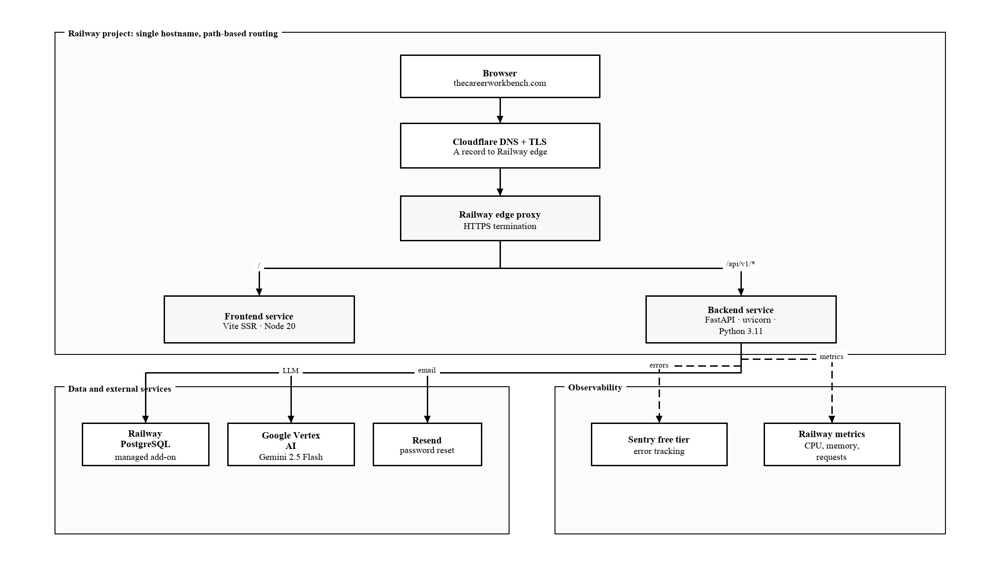 Railway project: single hostname, path-based routing
Browser
thecareerworkbench.com
Cloudflare DNS + TLS
A record to Railway edge
Railway edge proxy
HTTPS termination
/
/api/v1/*
Frontend service
Vite SSR · Node 20
Backend service
FastAPI · uvicorn ·
Python 3.11
metrics
errors
LLM
email
Data and external services
Observability
Railway
PostgreSQL
managed add-on
Google Vertex
AI
Gemini 2.5 Flash
Resend
password reset
Sentry free tier
error tracking
Railway metrics
CPU, memory,
requests